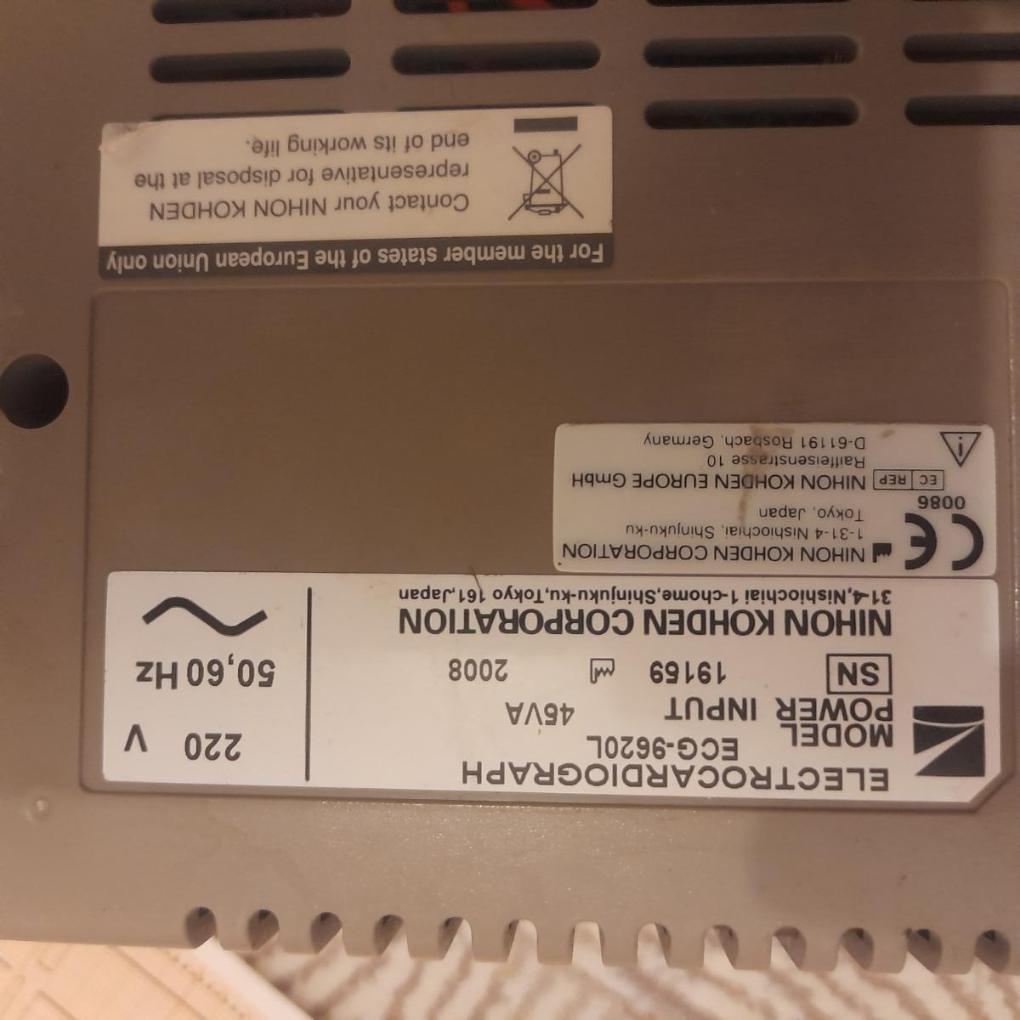 ELECTROCARDIOGRAPH
MODEL ECG-9620L
POWER INPUT 45VA
SN 19159 2008
NIHON KOHDEN CORPORATION
31-4,Nishiochiai 1-chome,Shinjuku-ku,Tokyo 161,Japan
220 V
50,60 Hz
CE 0086
NIHON KOHDEN CORPORATION
1-31-4 Nishiochiai, Shinjuku-ku
Tokyo, Japan
EC REP NIHON KOHDEN EUROPE GmbH
Raiffeisenstrasse 10
D-61191 Rosbach, Germany
For the member states of the European Union only
Contact your NIHON KOHDEN
representative for disposal at the
end of its working life.